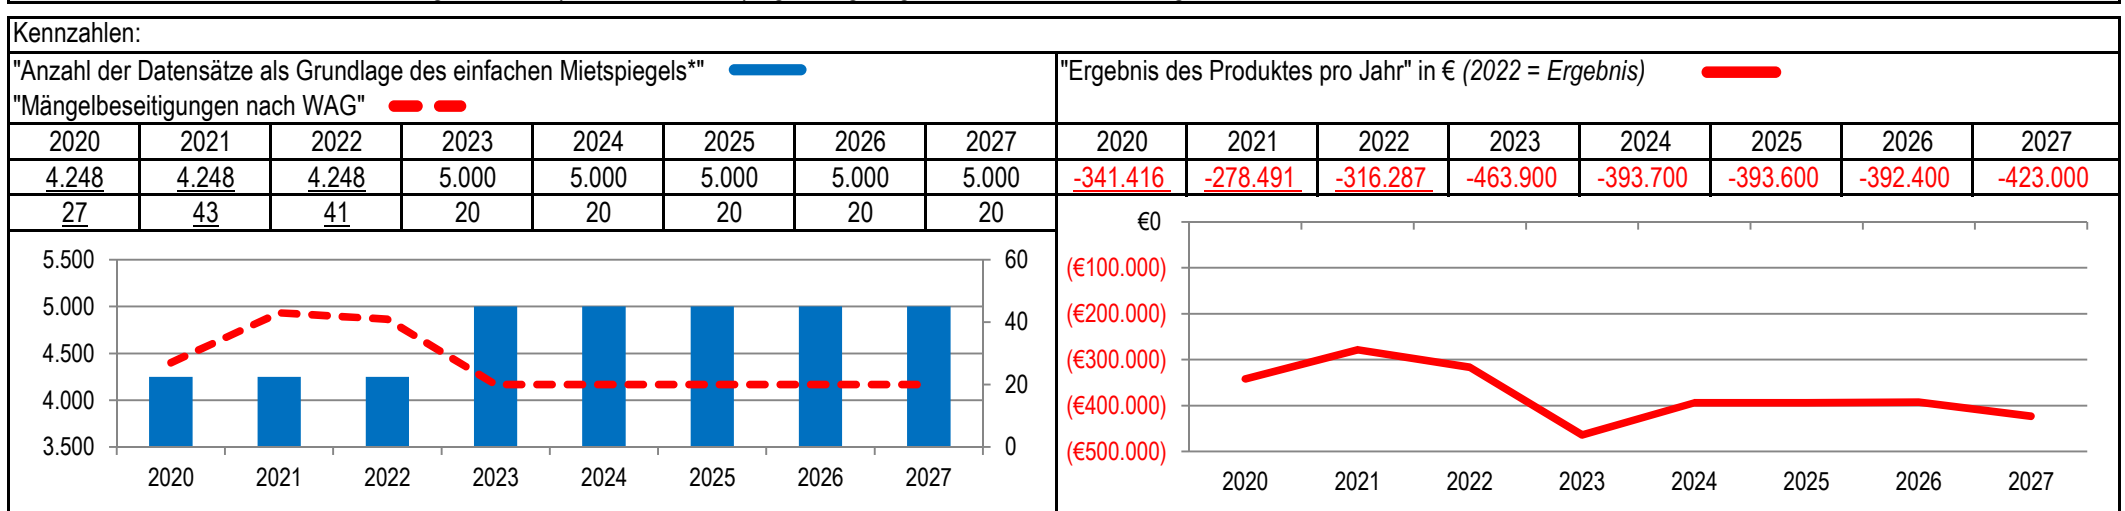 Kennzahlen:
"Anzahl der Datensätze als Grundlage des einfachen Mietspiegels*"
"Mängelbeseitigungen nach WAG"
"Ergebnis des Produktes pro Jahr" in € (2022 = Ergebnis)
2020 2021 2022 2023 2024 2025 2026 2027
4.248 4.248 4.248 5.000 5.000 5.000 5.000 5.000
27 43 41 20 20 20 20 20
2020 2021 2022 2023 2024 2025 2026 2027
-341.416 -278.491 -316.287 -463.900 -393.700 -393.600 -392.400 -423.000
5.500
5.000
4.500
4.000
3.500
60
40
20
0
2020 2021 2022 2023 2024 2025 2026 2027
€0
(€100.000)
(€200.000)
(€300.000)
(€400.000)
(€500.000)
2020 2021 2022 2023 2024 2025 2026 2027